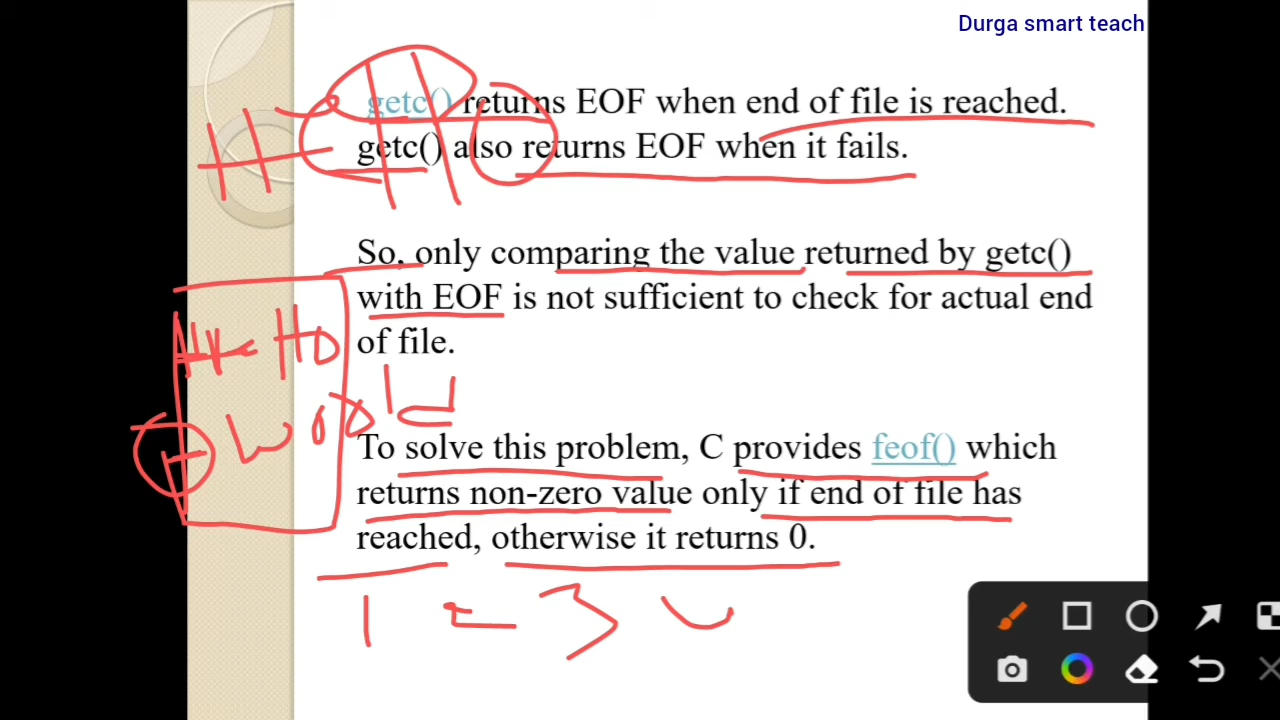 Durga smart teach
getc() returns EOF when end of file is reached.
getc() also returns EOF when it fails.
So, only comparing the value returned by getc()
with EOF is not sufficient to check for actual end
of file.
To solve this problem, C provides feof() which
returns non-zero value only if end of file has
reached, otherwise it returns 0.